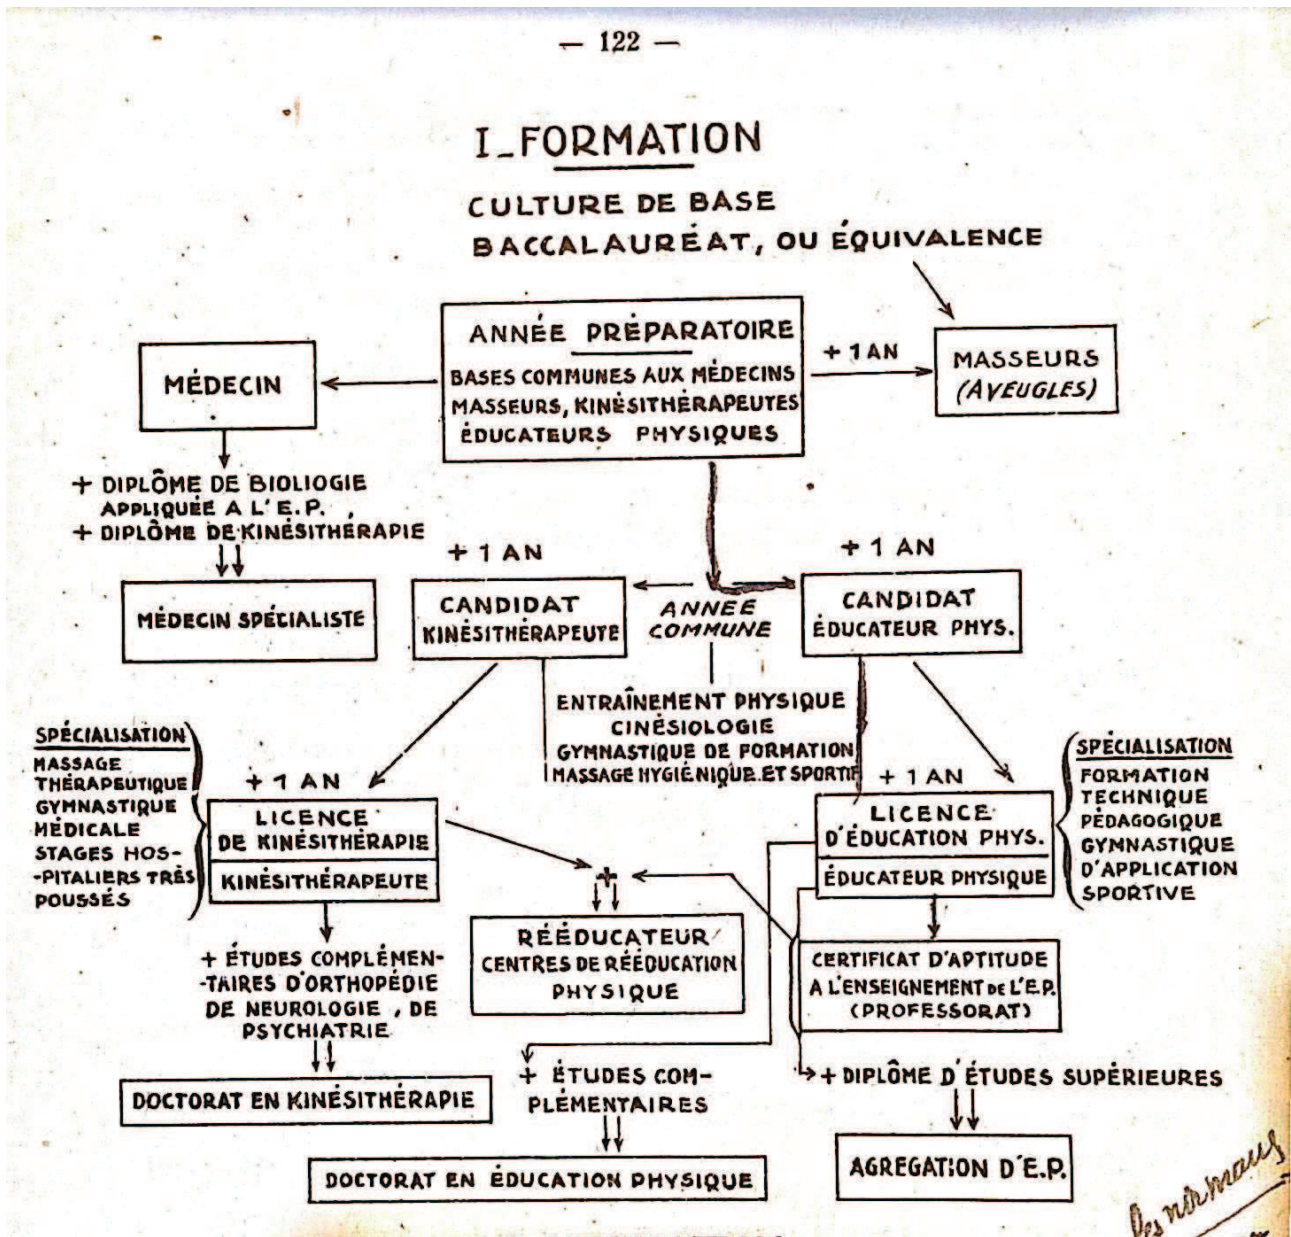 — 122 —
I_FORMATION
CULTURE DE BASE
BACCALAURÉAT, OU ÉQUIVALENCE
ANNÉE PRÉPARATOIRE
BASES COMMUNES AUX MÉDECINS
MASSEURS, KINÉSITHÉRAPEUTES
ÉDUCATEURS PHYSIQUES
+ 1 AN
MASSEURS
(AVEUGLES)
MÉDECIN
+ DIPLÔME DE BIOLIOGIE
APPLIQUÉE A L'E.P.
+ DIPLÔME DE KINÉSITHÉRAPIE
MÉDECIN SPÉCIALISTE
+ 1 AN
CANDIDAT
KINÉSITHÉRAPEUTE
ANNEE
COMMUNE
+ 1 AN
CANDIDAT
ÉDUCATEUR PHYS.
ENTRAÎNEMENT PHYSIQUE
CINÉSIOLOGIE
GYMNASTIQUE DE FORMATION
MASSAGE HYGIÉNIQUE ET SPORTIF
SPÉCIALISATION
MASSAGE
THÉRAPEUTIQUE
GYMNASTIQUE
MÉDICALE
STAGES HOS-
-PITALIERS TRÈS
POUSSÉS
+ 1 AN
LICENCE
DE KINÉSITHÉRAPIE
KINÉSITHÉRAPEUTE
+ 1 AN
LICENCE
D'ÉDUCATION PHYS.
ÉDUCATEUR PHYSIQUE
SPÉCIALISATION
FORMATION
TECHNIQUE
PÉDAGOGIQUE
GYMNASTIQUE
D'APPLICATION
SPORTIVE
+
RÉÉDUCATEUR
CENTRES DE RÉÉDUCATION
PHYSIQUE
+ ÉTUDES COMPLÉMEN-
-TAIRES D'ORTHOPÉDIE
DE NEUROLOGIE, DE
PSYCHIATRIE
DOCTORAT EN KINÉSITHÉRAPIE
CERTIFICAT D'APTITUDE
A L'ENSEIGNEMENT DE L'E.P.
(PROFESSORAT)
+ ÉTUDES COM-
PLÉMENTAIRES
DOCTORAT EN ÉDUCATION PHYSIQUE
+ DIPLÔME D'ÉTUDES SUPÉRIEURES
AGREGATION D'E.P.
les normaus